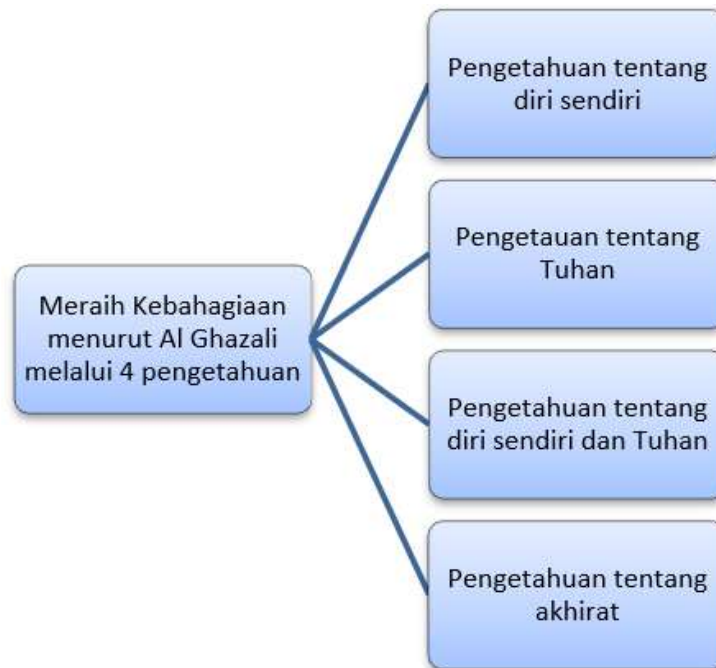 Meraih Kebahagiaan
menurut Al Ghazali
melalui 4 pengetahuan
Pengetahuan tentang
diri sendiri
Pengetauan tentang
Tuhan
Pengetahuan tentang
diri sendiri dan Tuhan
Pengetahuan tentang
akhirat